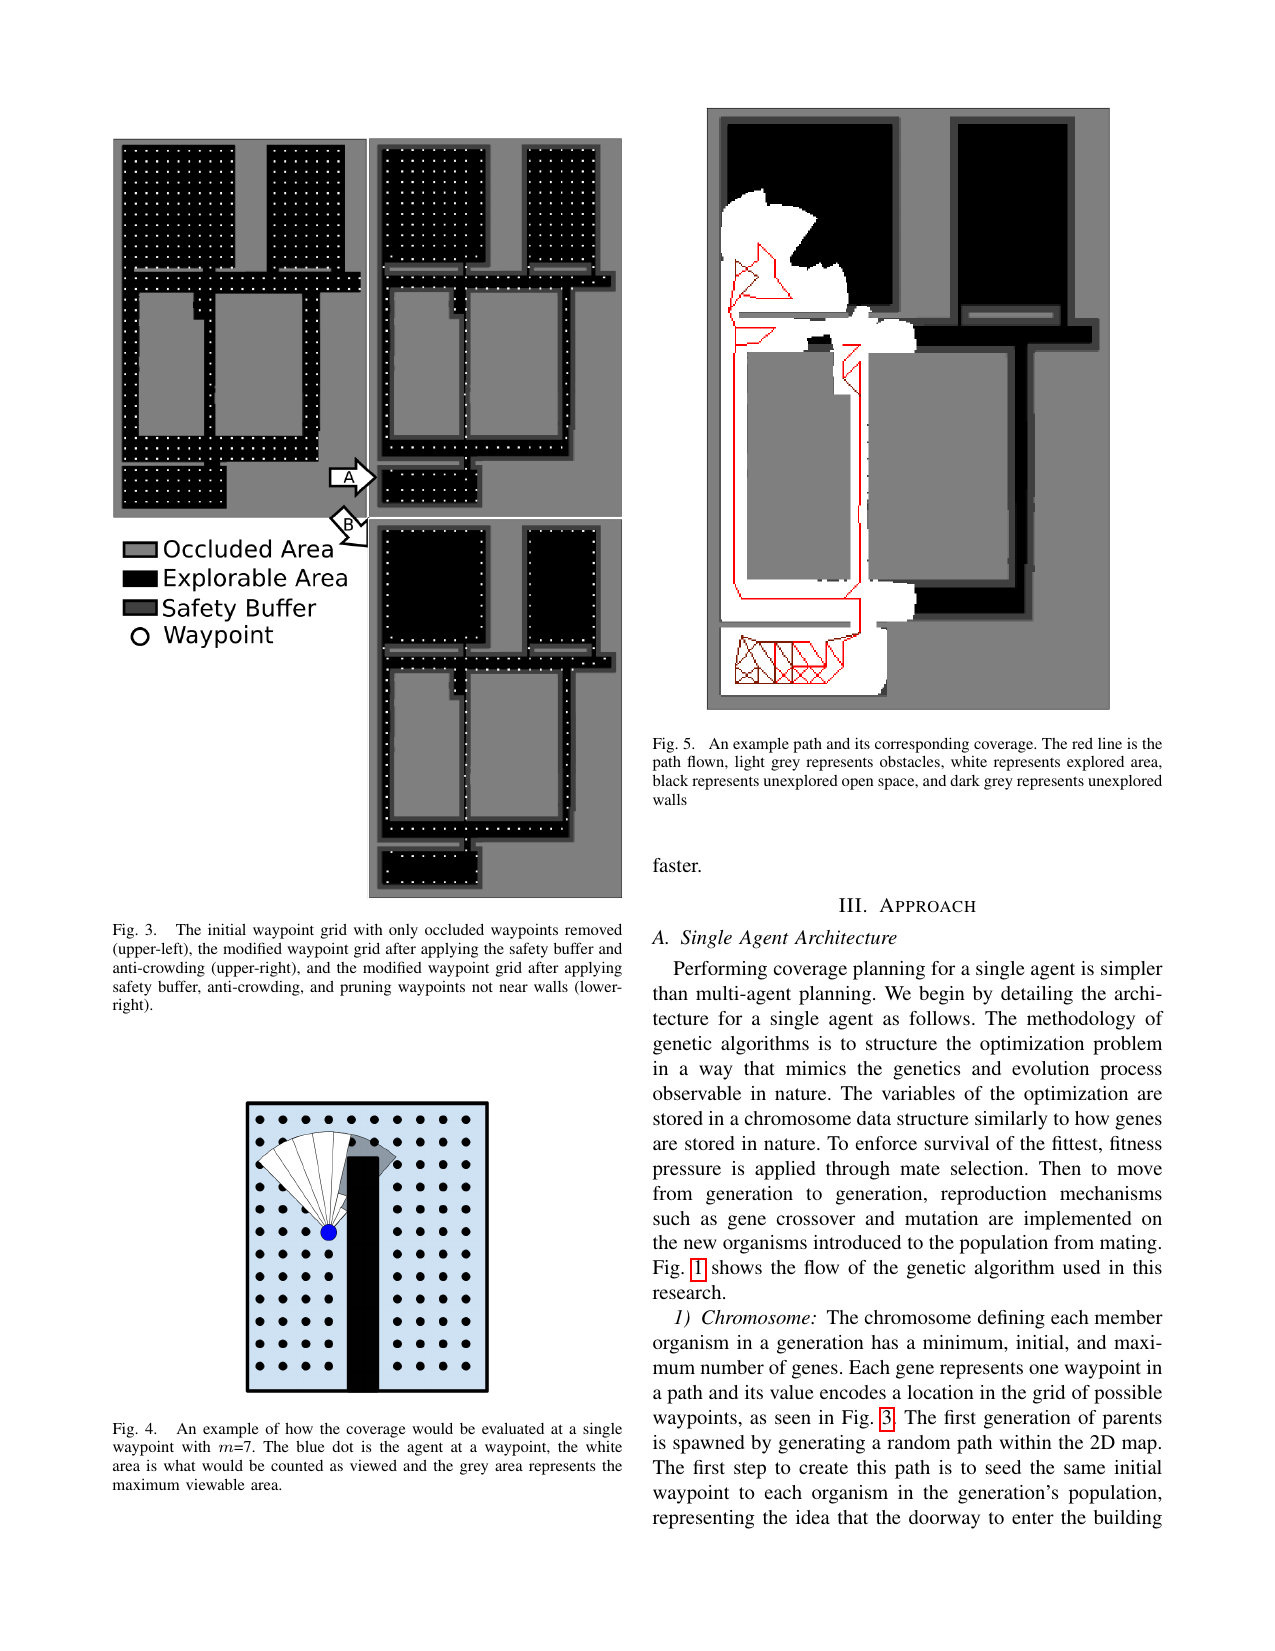 A
B
Occluded Area
Explorable Area
Safety Buffer
Waypoint
Fig. 3. The initial waypoint grid with only occluded waypoints removed
(upper-left), the modified waypoint grid after applying the safety buffer and
anti-crowding (upper-right), and the modified waypoint grid after applying
safety buffer, anti-crowding, and pruning waypoints not near walls (lower-
right).
Fig. 4. An example of how the coverage would be evaluated at a single
waypoint with m=7. The blue dot is the agent at a waypoint, the white
area is what would be counted as viewed and the grey area represents the
maximum viewable area.
Fig. 5. An example path and its corresponding coverage. The red line is the
path flown, light grey represents obstacles, white represents explored area,
black represents unexplored open space, and dark grey represents unexplored
walls
faster.
III. APPROACH
A. Single Agent Architecture
Performing coverage planning for a single agent is simpler
than multi-agent planning. We begin by detailing the archi-
tecture for a single agent as follows. The methodology of
genetic algorithms is to structure the optimization problem
in a way that mimics the genetics and evolution process
observable in nature. The variables of the optimization are
stored in a chromosome data structure similarly to how genes
are stored in nature. To enforce survival of the fittest, fitness
pressure is applied through mate selection. Then to move
from generation to generation, reproduction mechanisms
such as gene crossover and mutation are implemented on
the new organisms introduced to the population from mating.
Fig. 1 shows the flow of the genetic algorithm used in this
research.
1) Chromosome: The chromosome defining each member
organism in a generation has a minimum, initial, and maxi-
mum number of genes. Each gene represents one waypoint in
a path and its value encodes a location in the grid of possible
waypoints, as seen in Fig. 3. The first generation of parents
is spawned by generating a random path within the 2D map.
The first step to create this path is to seed the same initial
waypoint to each organism in the generation's population,
representing the idea that the doorway to enter the building